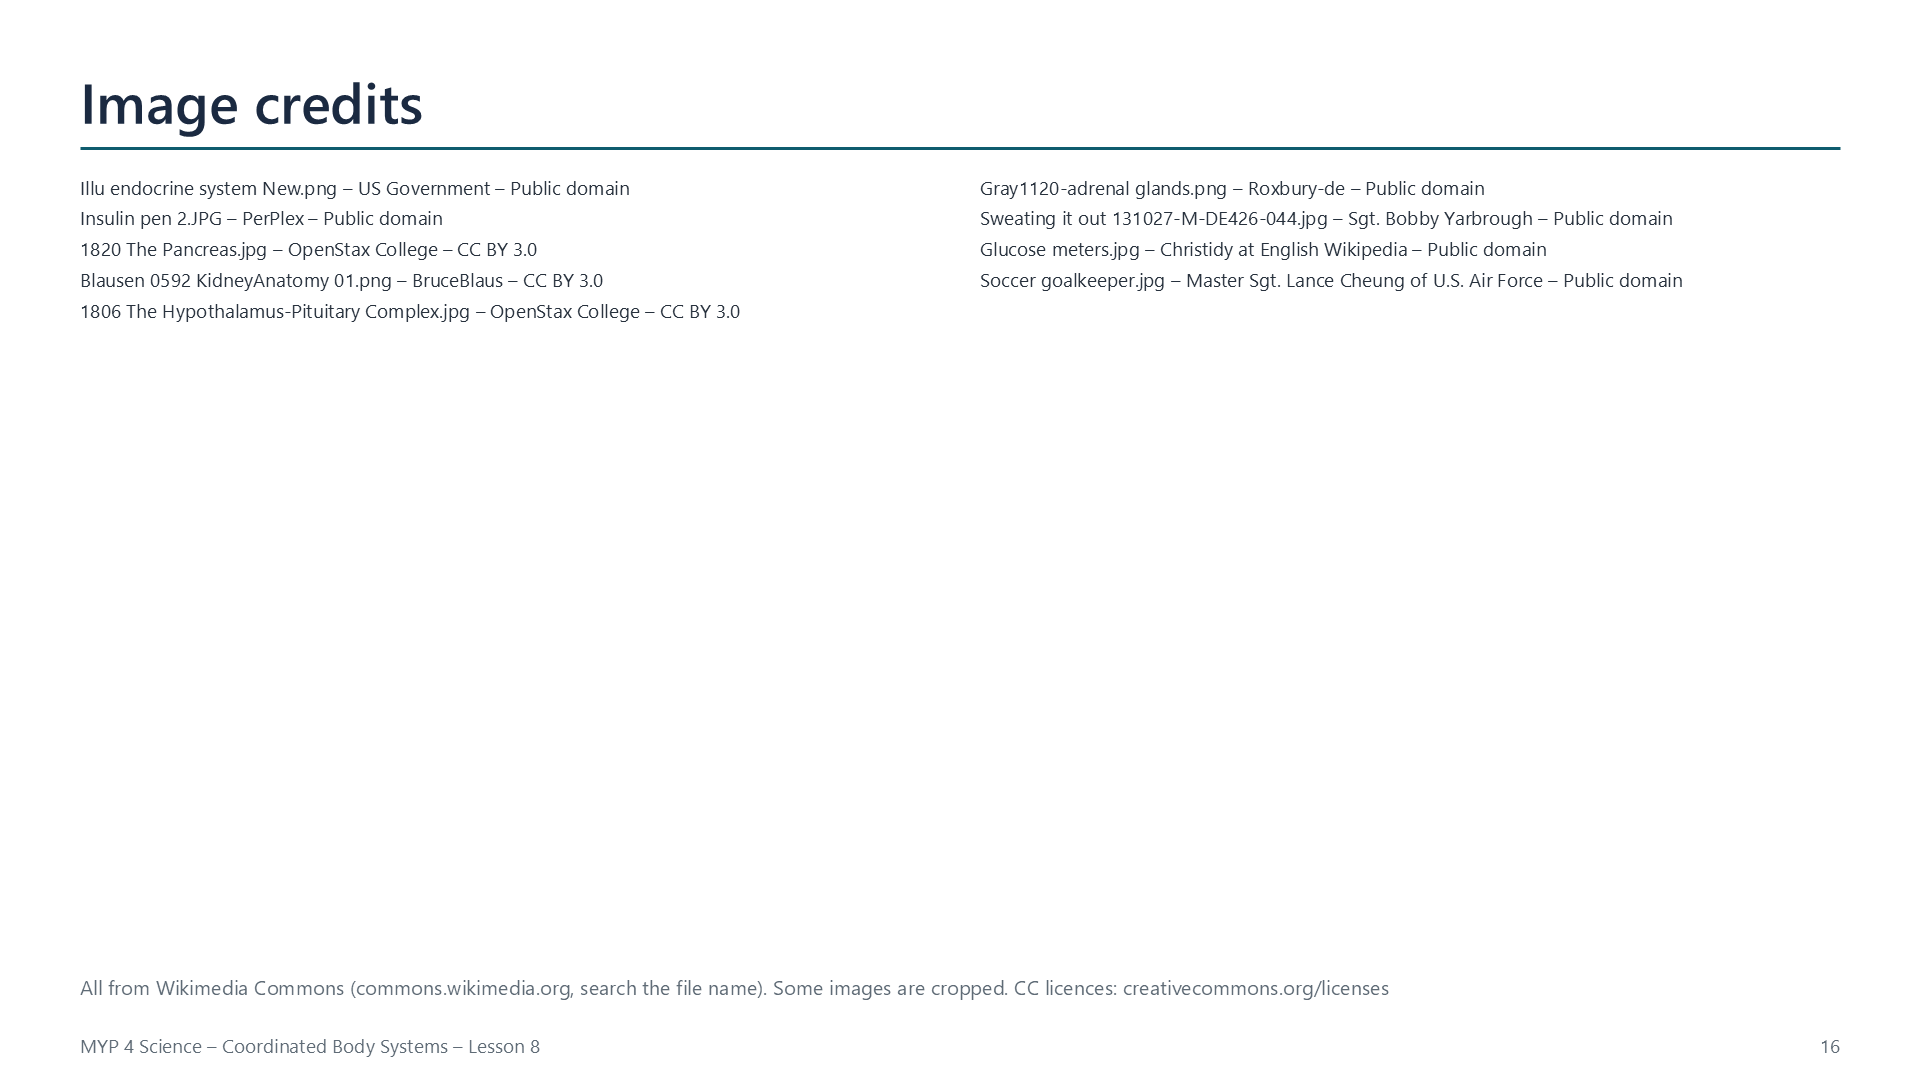 Image credits
Illu endocrine system New.png – US Government – Public domain
Insulin pen 2.JPG – PerPlex – Public domain
1820 The Pancreas.jpg – OpenStax College – CC BY 3.0
Blausen 0592 KidneyAnatomy 01.png – BruceBlaus – CC BY 3.0
1806 The Hypothalamus-Pituitary Complex.jpg – OpenStax College – CC BY 3.0
Gray1120-adrenal glands.png – Roxbury-de – Public domain
Sweating it out 131027-M-DE426-044.jpg – Sgt. Bobby Yarbrough – Public domain
Glucose meters.jpg – Christidy at English Wikipedia – Public domain
Soccer goalkeeper.jpg – Master Sgt. Lance Cheung of U.S. Air Force – Public domain
All from Wikimedia Commons (commons.wikimedia.org, search the file name). Some images are cropped. CC licences: creativecommons.org/licenses
MYP 4 Science – Coordinated Body Systems – Lesson 8
16